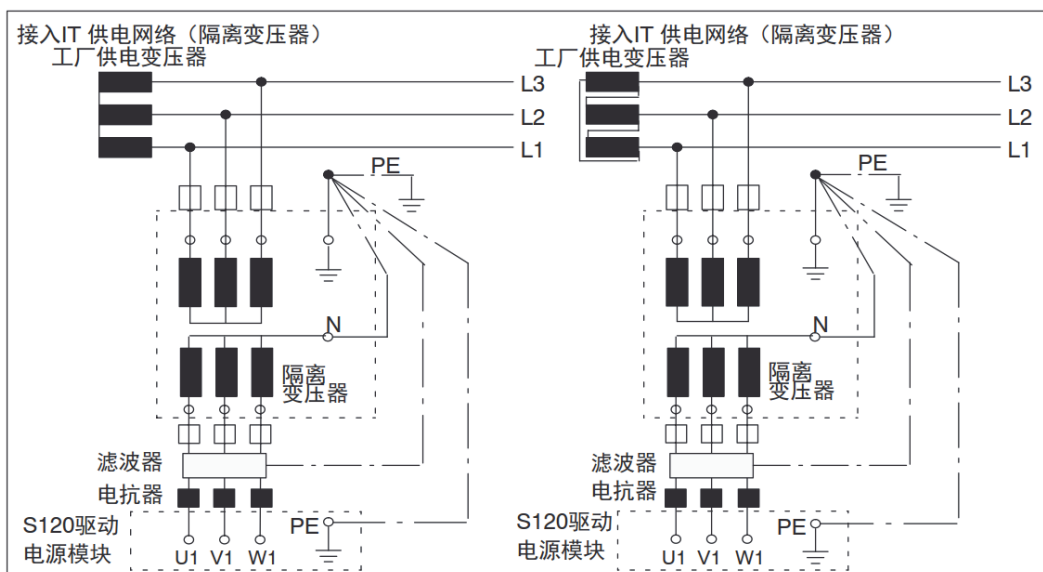 接入IT 供电网络（隔离变压器）
工厂供电变压器
L3
L2
L1
PE
N
隔离
变压器
滤波器
电抗器
S120驱动
电源模块
PE
U1 V1 W1
接入IT 供电网络（隔离变压器）
工厂供电变压器
L3
L2
L1
PE
N
隔离
变压器
滤波器
电抗器
S120驱动
电源模块
PE
U1 V1 W1